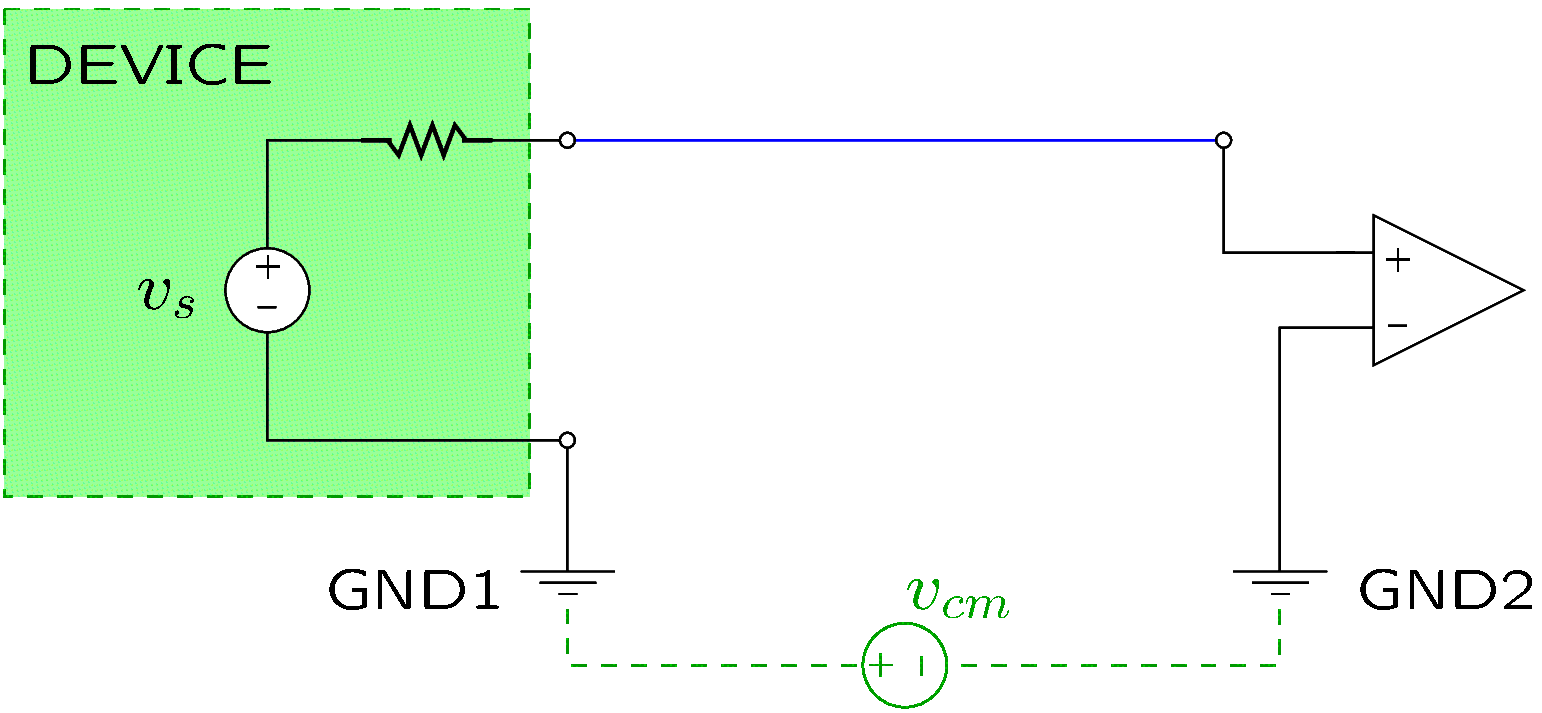 DEVICE
+
−
v_s
+
−
GND1
v_cm
GND2
+ −